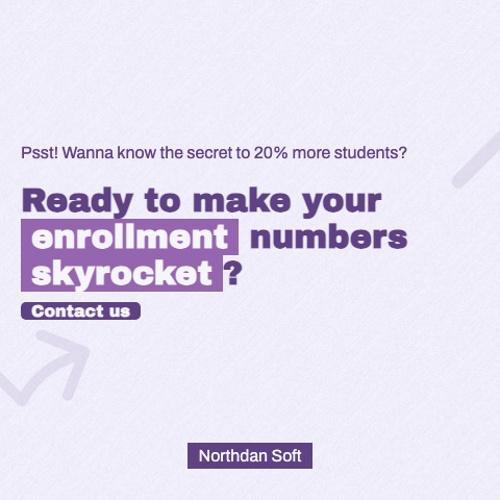 Psst! Wanna know the secret to 20% more students?
Ready to make your
enrollment numbers
skyrocket ?
Contact us
Northdan Soft